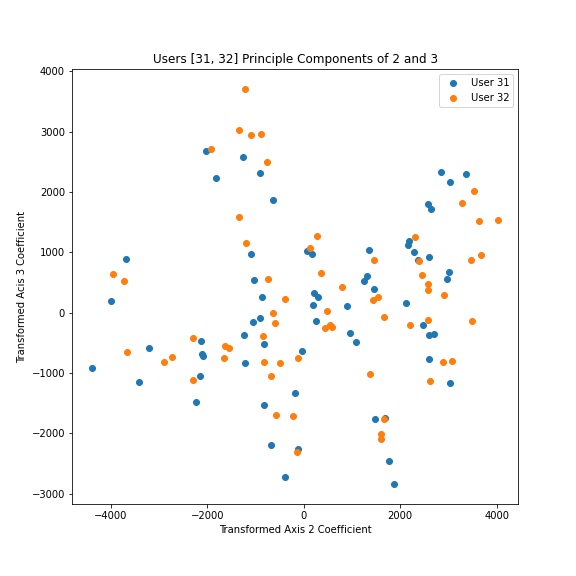 Users [31, 32] Principle Components of 2 and 3
User 31
User 32
4000
3000
2000
1000
0
−1000
−2000
−3000
Transformed Acis 3 Coefficient
−4000
−2000
0
2000
4000
Transformed Axis 2 Coefficient